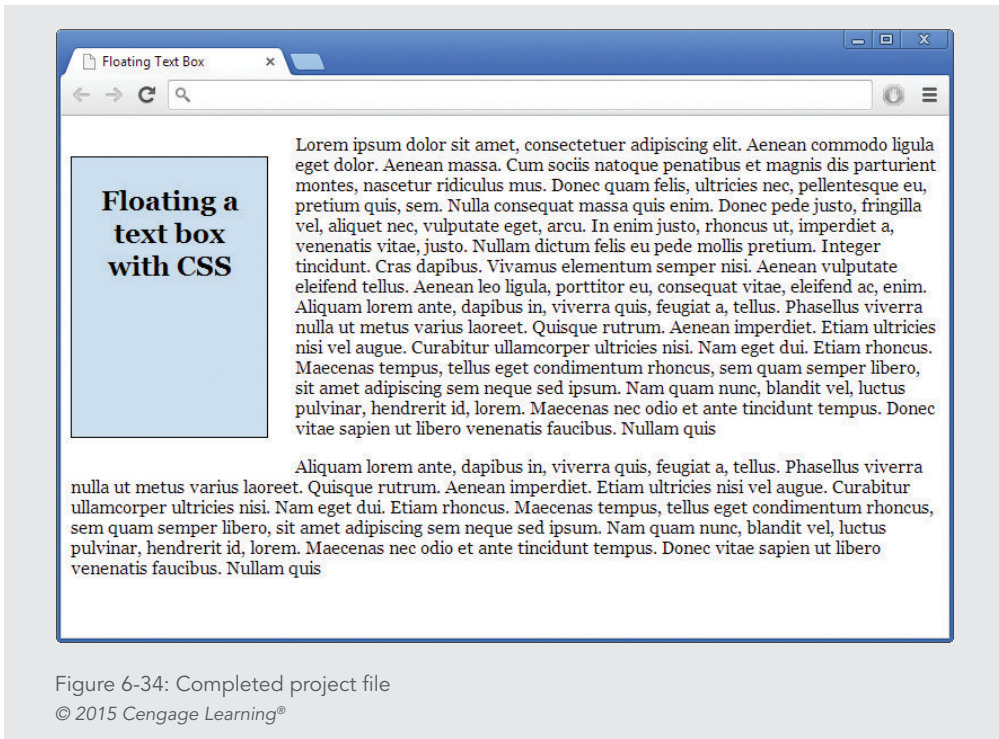 Floating Text Box
Floating a
text box
with CSS
Lorem ipsum dolor sit amet, consectetuer adipiscing elit. Aenean commodo ligula
eget dolor. Aenean massa. Cum sociis natoque penatibus et magnis dis parturient
montes, nascetur ridiculus mus. Donec quam felis, ultricies nec, pellentesque eu,
pretium quis, sem. Nulla consequat massa quis enim. Donec pede justo, fringilla
vel, aliquet nec, vulputate eget, arcu. In enim justo, rhoncus ut, imperdiet a,
venenatis vitae, justo. Nullam dictum felis eu pede mollis pretium. Integer
tincidunt. Cras dapibus. Vivamus elementum semper nisi. Aenean vulputate
eleifend tellus. Aenean leo ligula, porttitor eu, consequat vitae, eleifend ac, enim.
Aliquam lorem ante, dapibus in, viverra quis, feugiat a, tellus. Phasellus viverra
nulla ut metus varius laoreet. Quisque rutrum. Aenean imperdiet. Etiam ultricies
nisi vel augue. Curabitur ullamcorper ultricies nisi. Nam eget dui. Etiam rhoncus.
Maecenas tempus, tellus eget condimentum rhoncus, sem quam semper libero,
sit amet adipiscing sem neque sed ipsum. Nam quam nunc, blandit vel, luctus
pulvinar, hendrerit id, lorem. Maecenas nec odio et ante tincidunt tempus. Donec
vitae sapien ut libero venenatis faucibus. Nullam quis
Aliquam lorem ante, dapibus in, viverra quis, feugiat a, tellus. Phasellus viverra
nulla ut metus varius laoreet. Quisque rutrum. Aenean imperdiet. Etiam ultricies nisi vel augue. Curabitur
ullamcorper ultricies nisi. Nam eget dui. Etiam rhoncus. Maecenas tempus, tellus eget condimentum rhoncus,
sem quam semper libero, sit amet adipiscing sem neque sed ipsum. Nam quam nunc, blandit vel, luctus
pulvinar, hendrerit id, lorem. Maecenas nec odio et ante tincidunt tempus. Donec vitae sapien ut libero
venenatis faucibus. Nullam quis
Figure 6-34: Completed project file
© 2015 Cengage Learning®